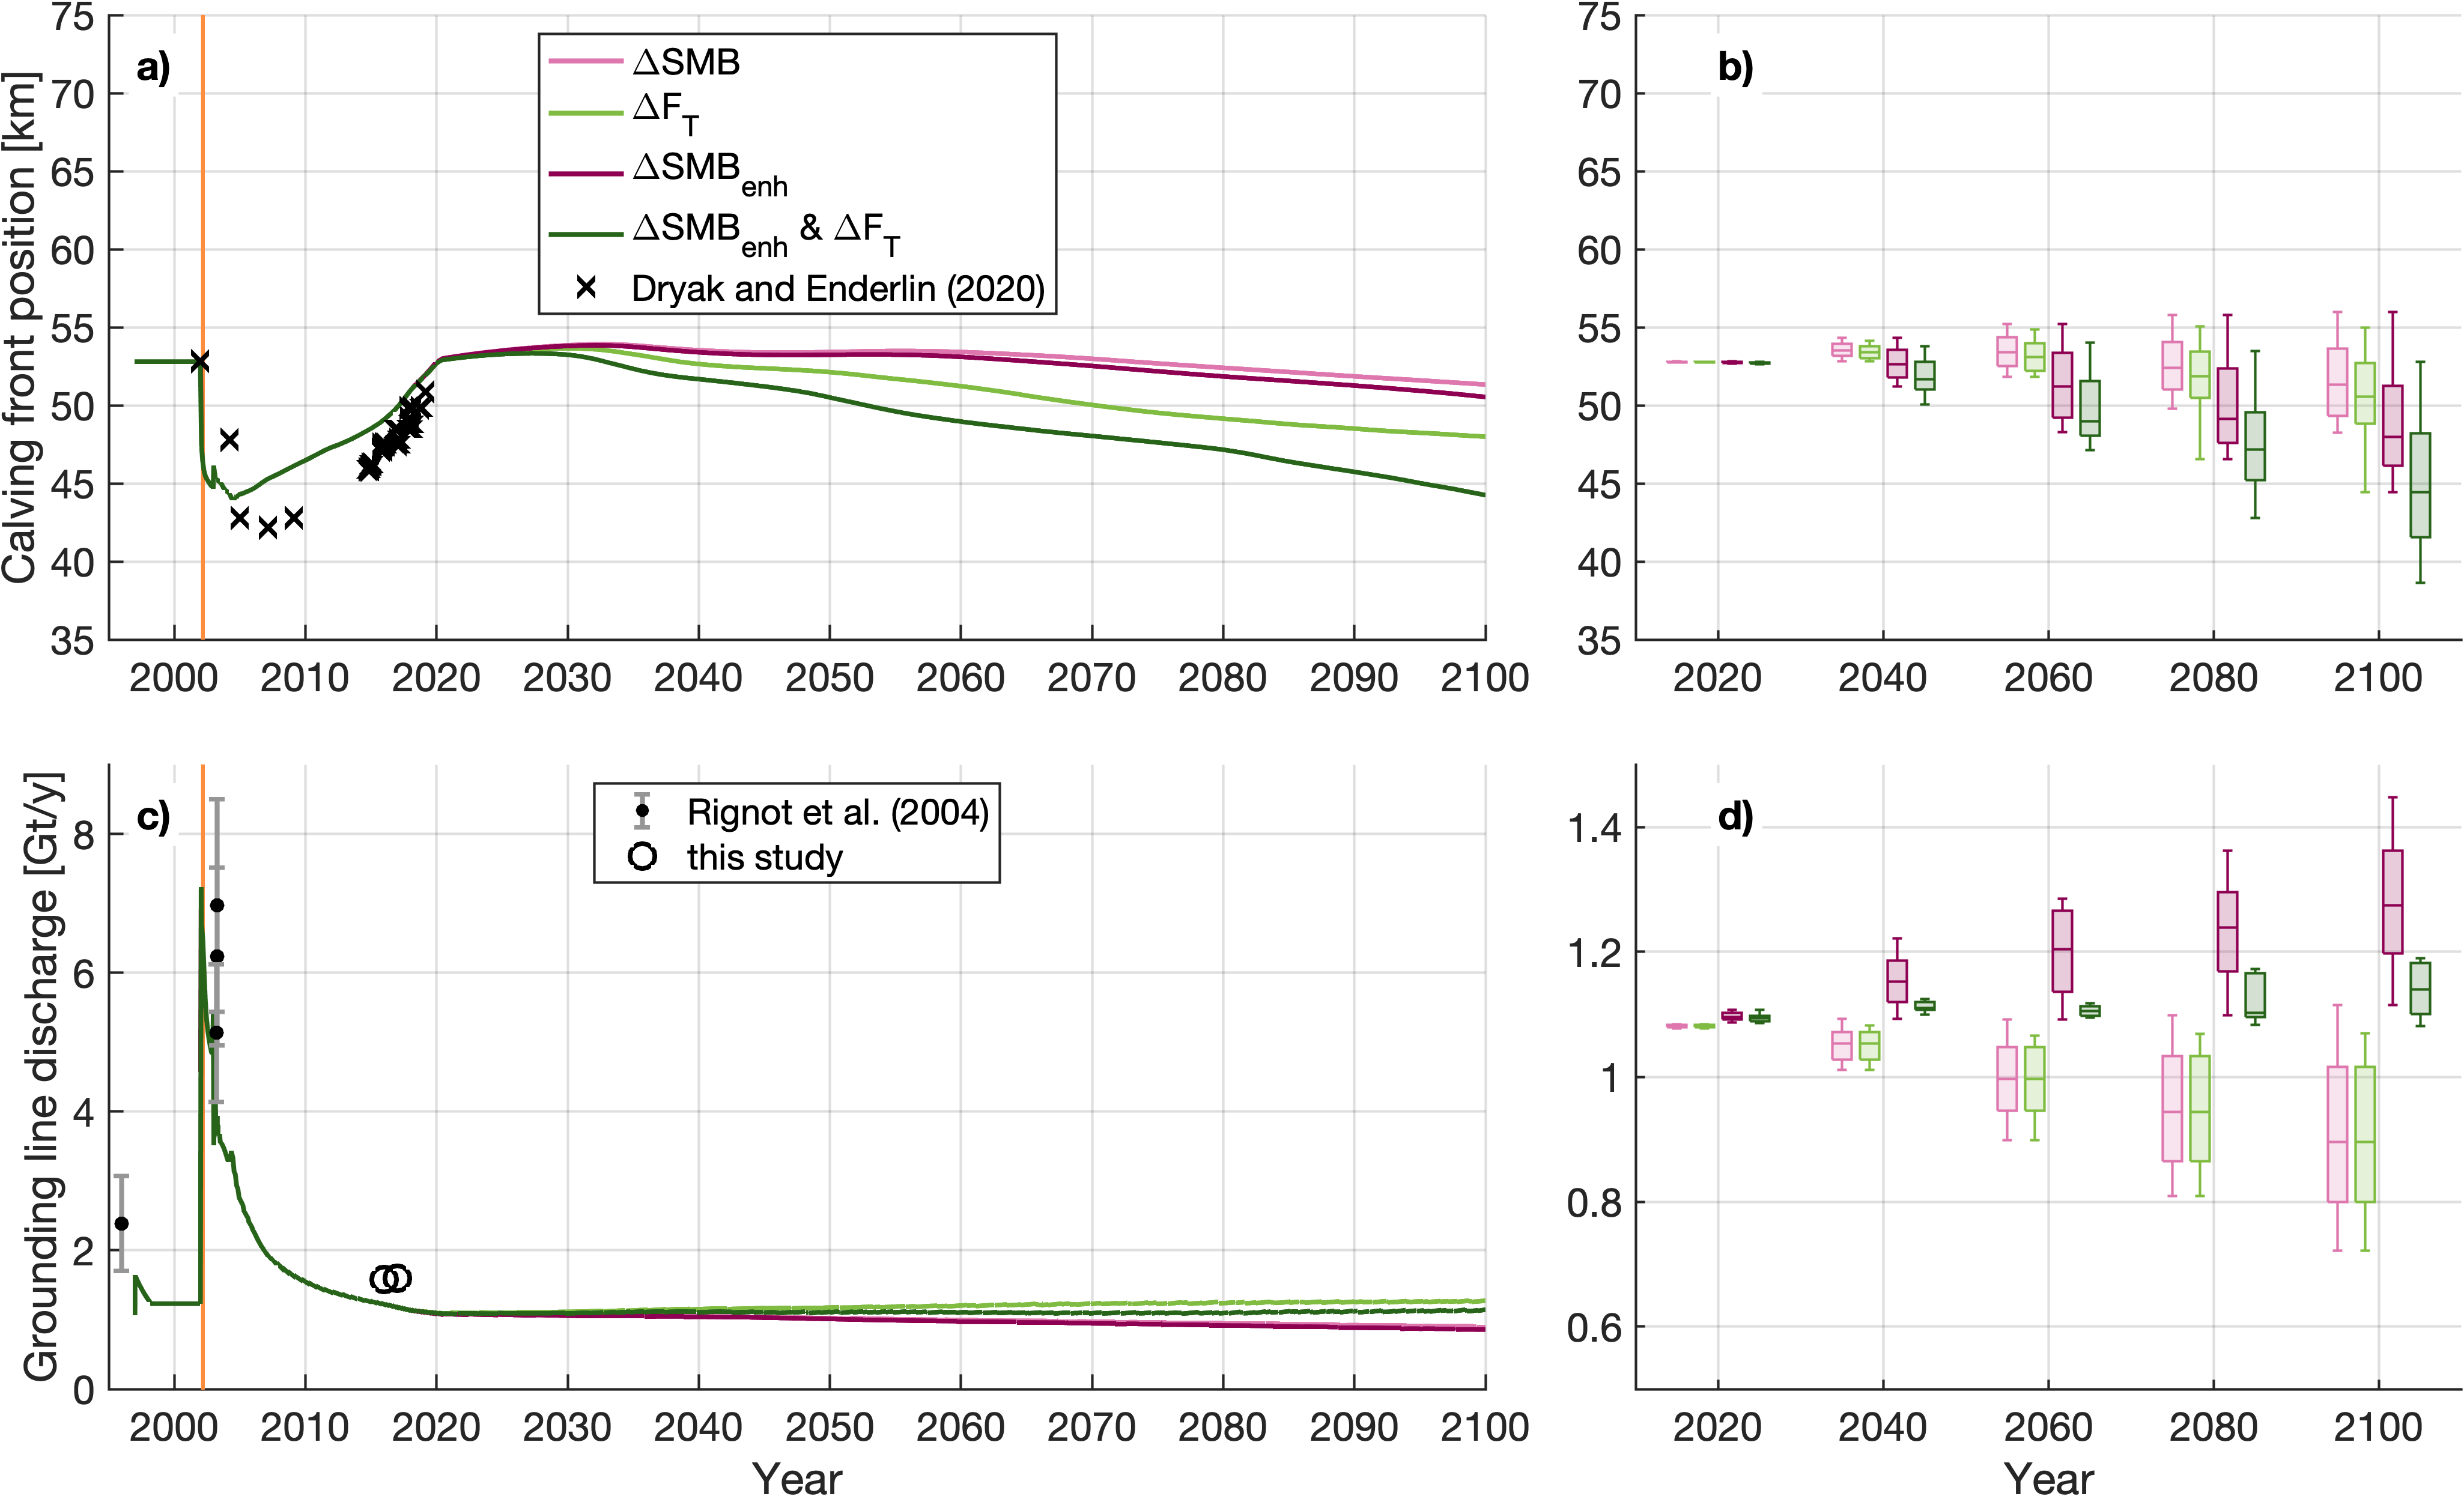 a)
Calving front position [km]
75
70
65
60
55
50
45
40
35
ΔSMB
ΔF_T
ΔSMB_enh
ΔSMB_enh & ΔF_T
Dryak and Enderlin (2020)
2000 2010 2020 2030 2040 2050 2060 2070 2080 2090 2100
b)
75
70
65
60
55
50
45
40
35
2020 2040 2060 2080 2100
c)
Grounding line discharge [Gt/y]
8
6
4
2
0
Rignot et al. (2004)
this study
2000 2010 2020 2030 2040 2050 2060 2070 2080 2090 2100
Year
d)
1.4
1.2
1
0.8
0.6
2020 2040 2060 2080 2100
Year